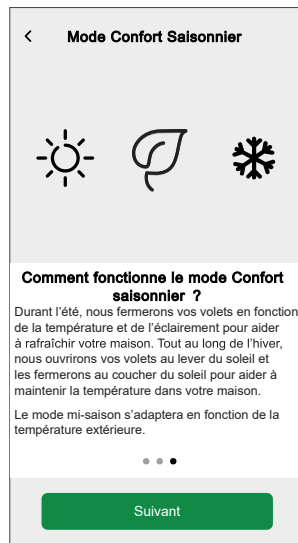 Mode Confort Saisonnier
Comment fonctionne le mode Confort
saisonnier ?
Durant l’été, nous fermerons vos volets en fonction
de la température et de l’éclairement pour aider
à rafraîchir votre maison. Tout au long de l’hiver,
nous ouvrirons vos volets au lever du soleil et
les fermerons au coucher du soleil pour aider à
maintenir la température dans votre maison.
Le mode mi-saison s’adaptera en fonction de la
température extérieure.
Suivant